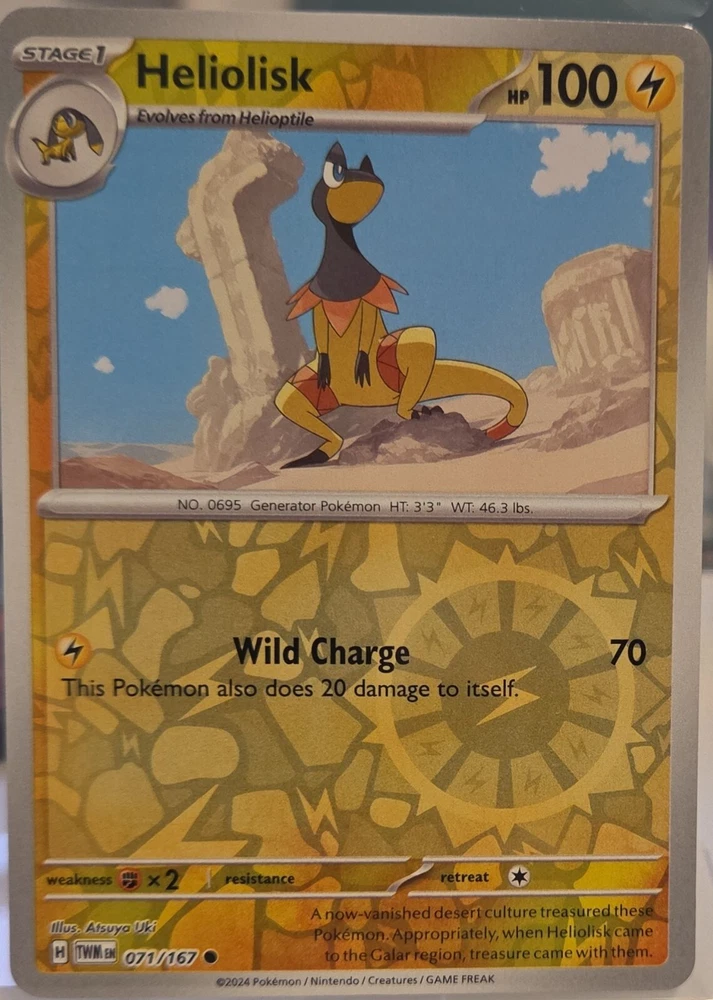 STAGE 1
Heliolisk
HP 100
Evolves from Helioptile
NO. 0695 Generator Pokémon HT: 3'3" WT: 46.3 lbs.
Wild Charge 70
This Pokémon also does 20 damage to itself.
weakness ×2 resistance retreat
Illus. Atsuya Uki
A now-vanished desert culture treasured these
Pokémon. Appropriately, when Heliolisk came
to the Galar region, treasure came with them.
H TWM EN 071/167
©2024 Pokémon / Nintendo / Creatures / GAME FREAK